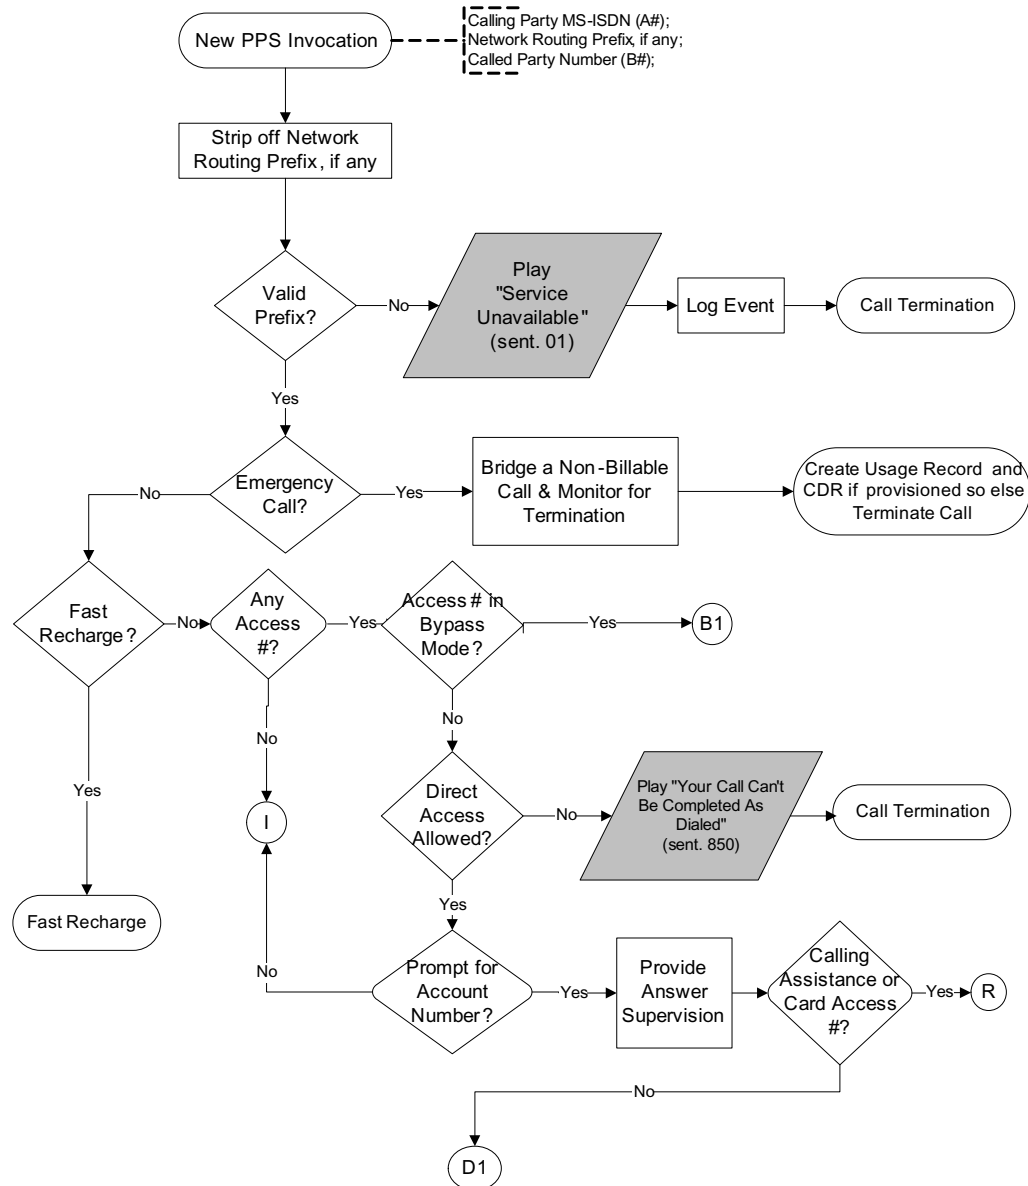 New PPS Invocation
Calling Party MS-ISDN (A#);
Network Routing Prefix, if any;
Called Party Number (B#);
Strip off Network
Routing Prefix, if any
Valid
Prefix?
No
Play
"Service
Unavailable"
(sent. 01)
Log Event
Call Termination
Yes
Emergency
Call?
No
Yes
Bridge a Non-Billable
Call & Monitor for
Termination
Create Usage Record and
CDR if provisioned so else
Terminate Call
Fast
Recharge?
No
Any
Access
#?
Yes
Access # in
Bypass
Mode?
Yes
B1
No
No
Yes
I
Direct
Access
Allowed?
No
Play "Your Call Can't
Be Completed As
Dialed"
(sent. 850)
Call Termination
Yes
Fast Recharge
No
Prompt for
Account
Number?
Yes
Provide
Answer
Supervision
Calling
Assistance or
Card Access
#?
Yes
R
No
D1